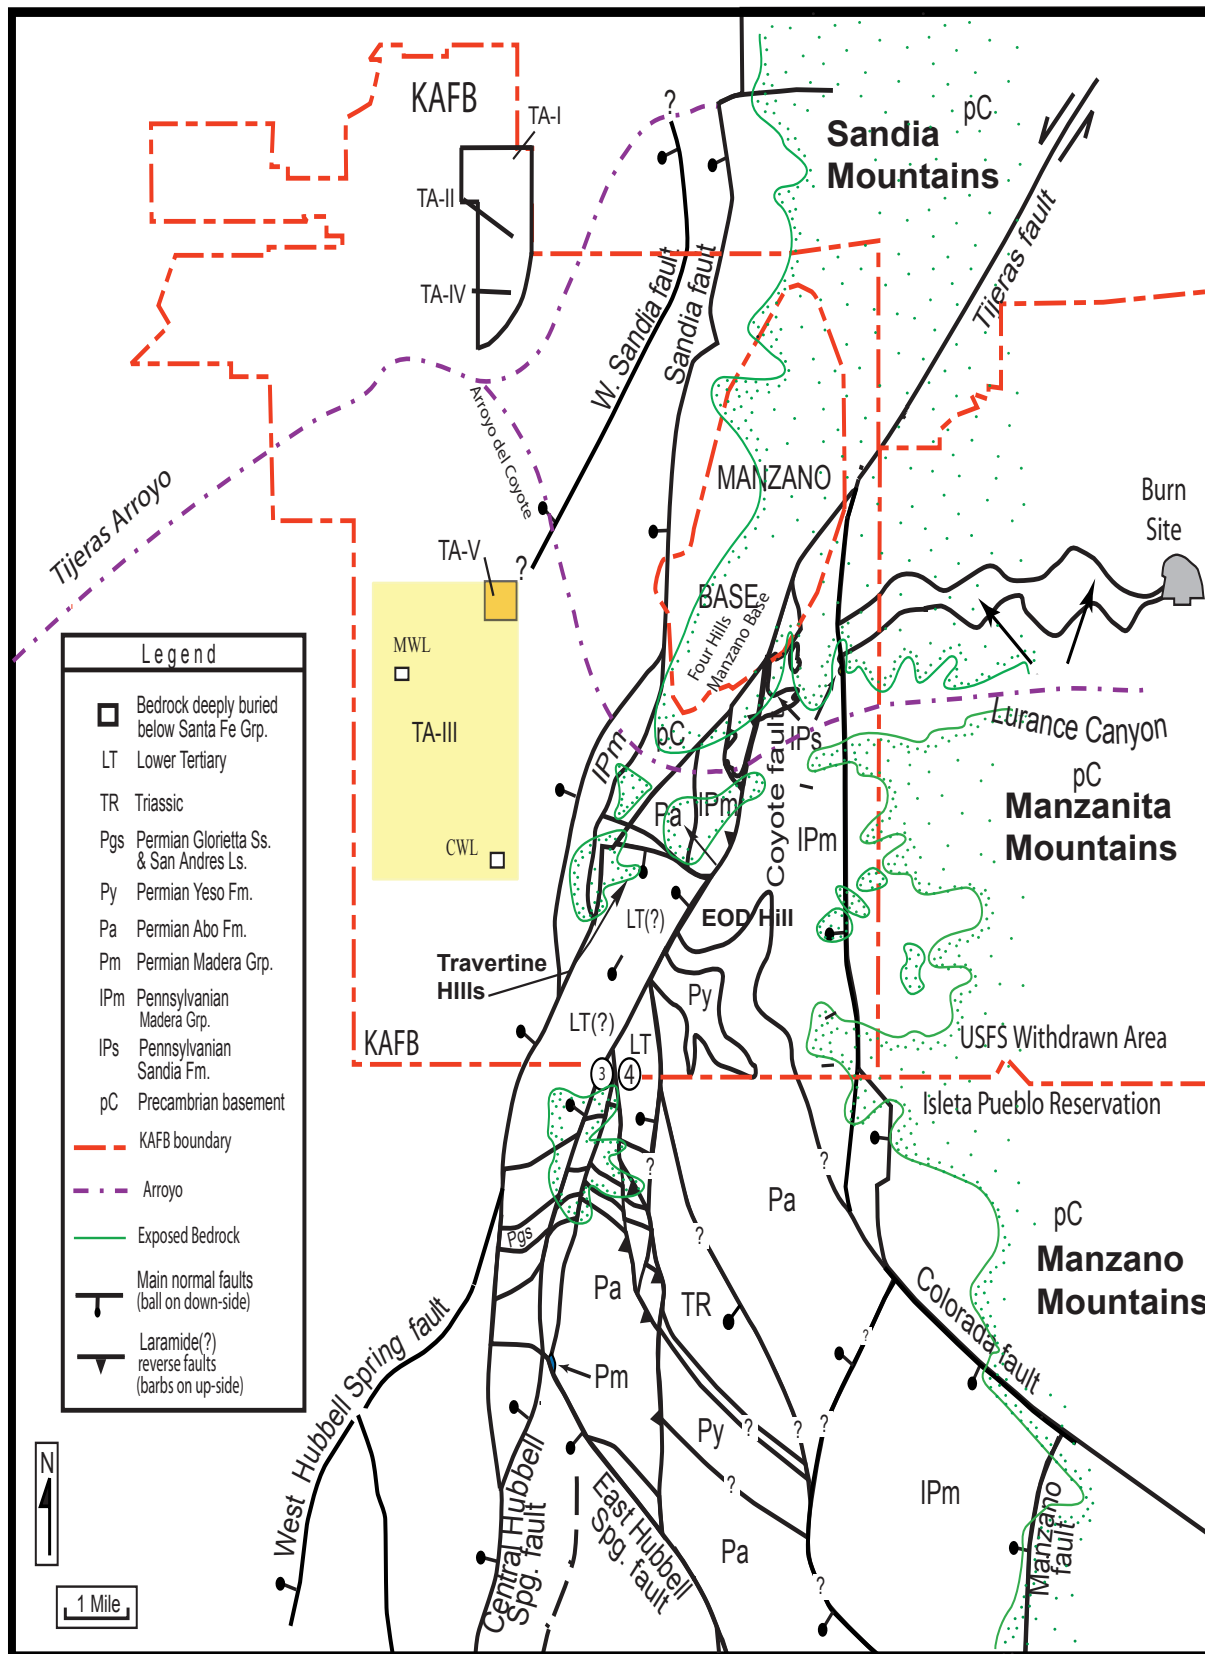 KAFB
TA-I
TA-II
TA-IV
?
pC
Sandia
Mountains
Tijeras fault
W. Sandia fault
Sandia fault
Arroyo del Coyote
Tijeras Arroyo
MANZANO
BASE
Four Hills
Manzano Base
Burn
Site
TA-V
?
MWL
TA-III
CWL
Legend
Bedrock deeply buried
below Santa Fe Grp.
LT Lower Tertiary
TR Triassic
Pgs Permian Glorietta Ss.
& San Andres Ls.
Py Permian Yeso Fm.
Pa Permian Abo Fm.
Pm Permian Madera Grp.
IPm Pennsylvanian
Madera Grp.
IPs Pennsylvanian
Sandia Fm.
pC Precambrian basement
KAFB boundary
Arroyo
Exposed Bedrock
Main normal faults
(ball on down-side)
Laramide(?)
reverse faults
(barbs on up-side)
N
1 Mile
Lurance Canyon
pC
Manzanita
Mountains
IPm
pC
IPs
Coyote fault
Pa
IPm
IPm
LT(?)
EOD Hill
Travertine
HIlls
Py
LT(?)
LT
KAFB
3
4
USFS Withdrawn Area
Isleta Pueblo Reservation
?
?
Pa
?
pC
Manzano
Mountains
Pgs
Pa
TR
Colorada fault
?
Pm
Py
?
?
?
?
IPm
Pa
?
West Hubbell Spring fault
Central Hubbell
Spg. fault
East Hubbell
Spg. fault
Manzano
fault